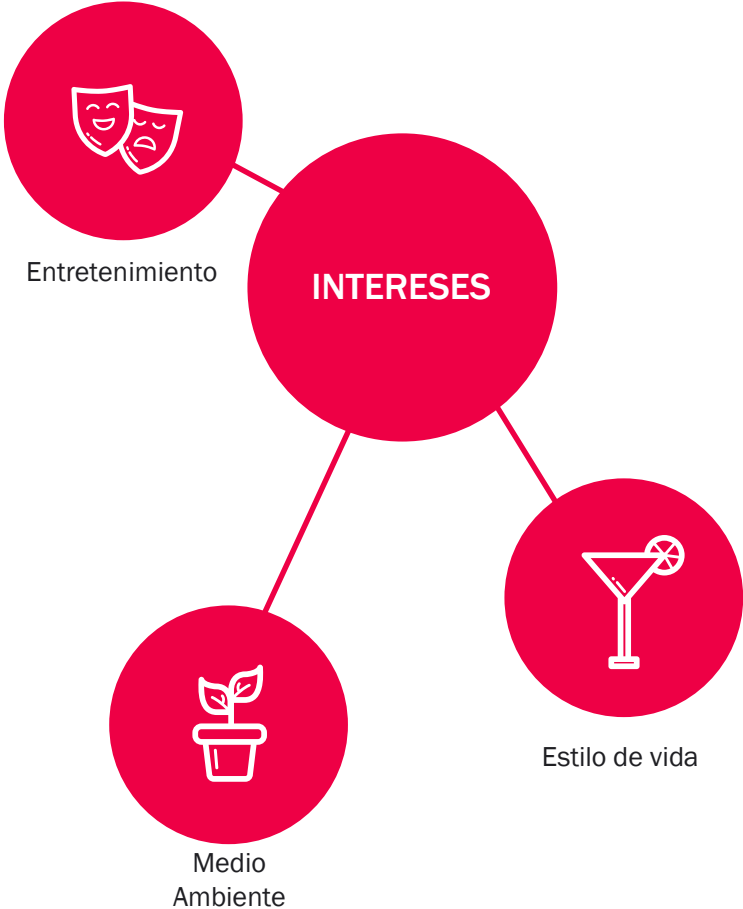 Entretenimiento
INTERESES
Estilo de vida
Medio
Ambiente